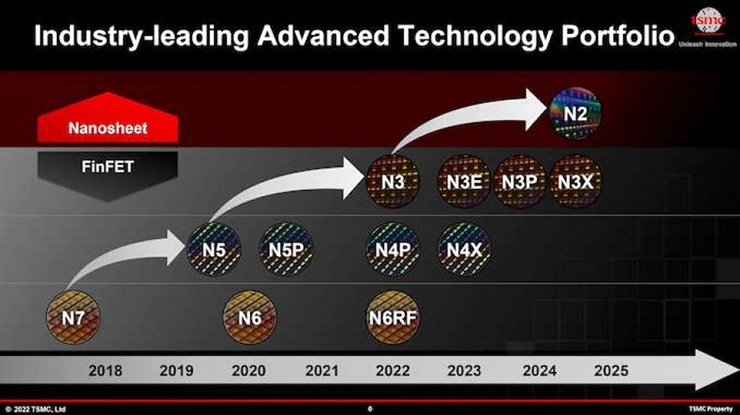 Industry-leading Advanced Technology Portfolio
tsmc
Unleash Innovation
Nanosheet
FinFET
N2
N3 N3E N3P N3X
N5 N5P N4P N4X
N7 N6 N6RF
2018 2019 2020 2021 2022 2023 2024 2025
© 2022 TSMC, Ltd 0 TSMC Property